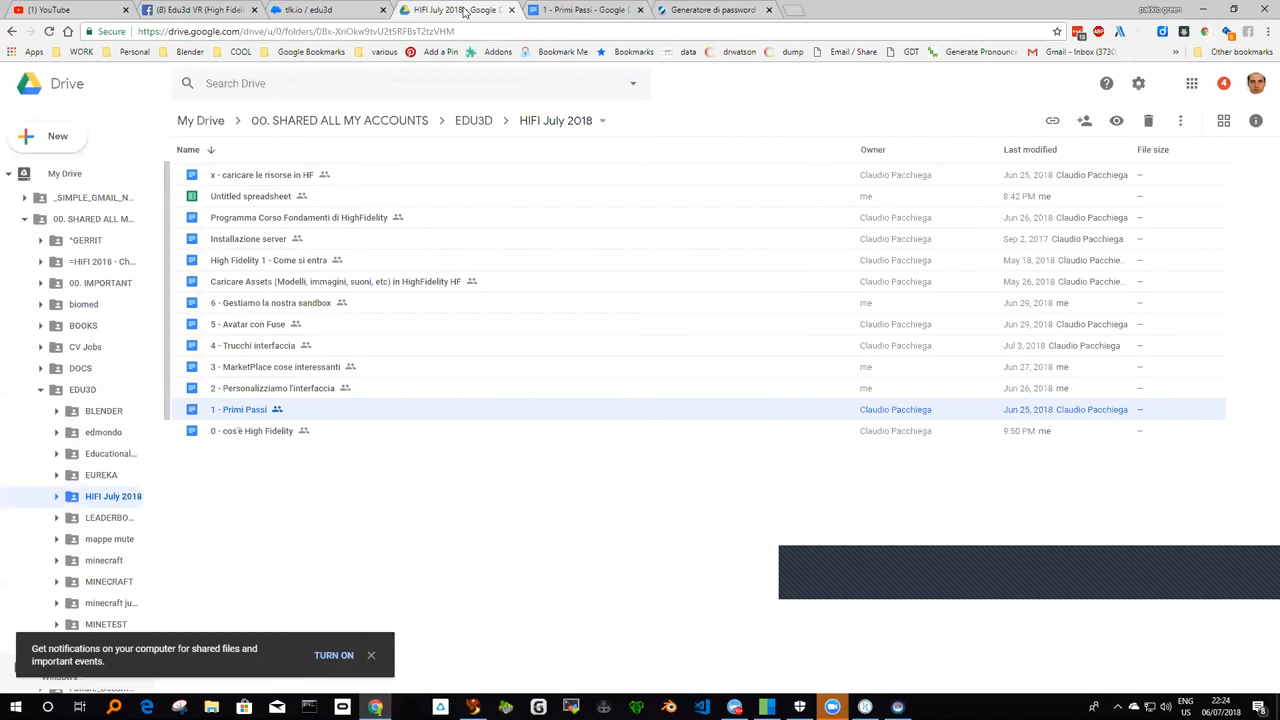 (1) YouTube
(8) Edu3d VR (High Fideli
tlk.io / edu3d
HIFI July 2018 - Google D
1 - Primi Passi - Google D
Generatore di password
pakkio green
Secure
https://drive.google.com/drive/u/0/folders/0Bx-XriOkw9tvU2t5RFBsT2tzVHM
Apps WORK Personal Blender COOL Google Bookmarks various Add a Pin Addons Bookmark Me Bookmarks data drwatson dump Email / Share GDT Generate Pronounce Gmail - Inbox (3730) » Other bookmarks
Drive
Search Drive
4
New
My Drive > 00. SHARED ALL MY ACCOUNTS > EDU3D > HIFI July 2018
Name Owner Last modified File size
My Drive
_SIMPLE_GMAIL_N...
00. SHARED ALL M...
^GERRIT
=HIFI 2018 - Ch...
00. IMPORTANT
biomed
BOOKS
CV Jobs
DOCS
EDU3D
BLENDER
edmondo
Educational...
EUREKA
HIFI July 2018
LEADERBO...
mappe mute
minecraft
MINECRAFT
minecraft ju...
MINETEST
x - caricare le risorse in HF Claudio Pacchiega Jun 25, 2018 Claudio Pacchiega –
Untitled spreadsheet me 8:42 PM me –
Programma Corso Fondamenti di HighFidelity Claudio Pacchiega Jun 26, 2018 Claudio Pacchiega –
Installazione server Claudio Pacchiega Sep 2, 2017 Claudio Pacchiega –
High Fidelity 1 - Come si entra Claudio Pacchiega May 18, 2018 Claudio Pacchie... –
Caricare Assets (Modelli, immagini, suoni, etc) in HighFidelity HF Claudio Pacchiega May 26, 2018 Claudio Pacchie... –
6 - Gestiamo la nostra sandbox me Jun 29, 2018 me –
5 - Avatar con Fuse Claudio Pacchiega Jun 29, 2018 Claudio Pacchiega –
4 - Trucchi interfaccia Claudio Pacchiega Jul 3, 2018 Claudio Pacchiega –
3 - MarketPlace cose interessanti me Jun 27, 2018 me –
2 - Personalizziamo l'interfaccia me Jun 26, 2018 me –
1 - Primi Passi Claudio Pacchiega Jun 25, 2018 Claudio Pacchiega –
0 - cos'è High Fidelity Claudio Pacchiega 9:50 PM me –
Get notifications on your computer for shared files and
important events.
TURN ON
ENG
US
22:24
06/07/2018